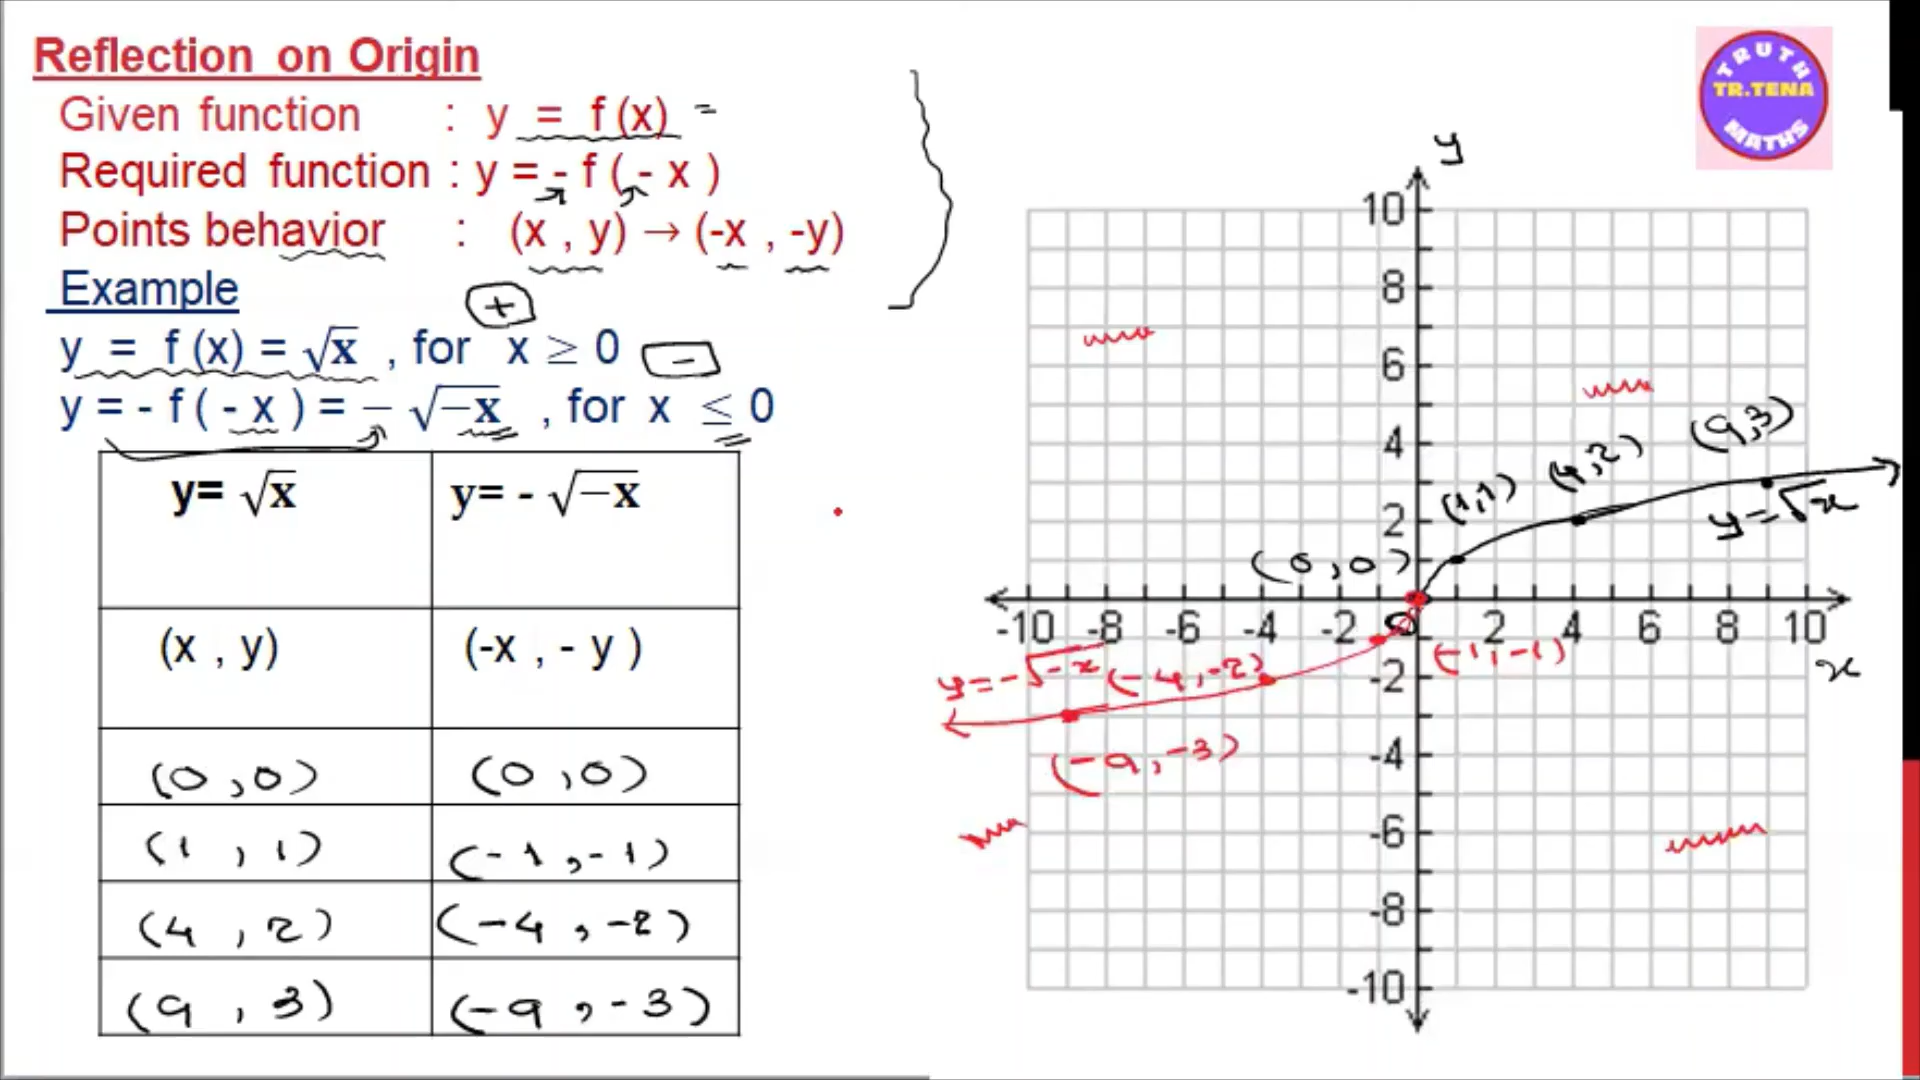 Reflection on Origin
Given function : y = f (x) =
Required function : y = - f ( - x )
Points behavior : (x , y) → (-x , -y)
Example
+
y = f (x) = √x , for x ≥ 0 -
y = - f ( - x ) = – √−x , for x ≤ 0
y= √x y= - √−x
(x , y) (-x , - y )
(0 , 0) (0 , 0)
(1 , 1) (-1 , -1)
(4 , 2) (-4 , -2)
(9 , 3) (-9 , -3)
TRUTH
TR.TENA
MATHS
y
10
8
6
4
2
(0 , 0) (1,1) (4,2) (9,3)
y = √x
-10 -8 -6 -4 -2 0 2 4 6 8 10
x
y = -√-x (-4, -2) (-1, -1)
-2
(-9, -3)
-4
-6
-8
-10